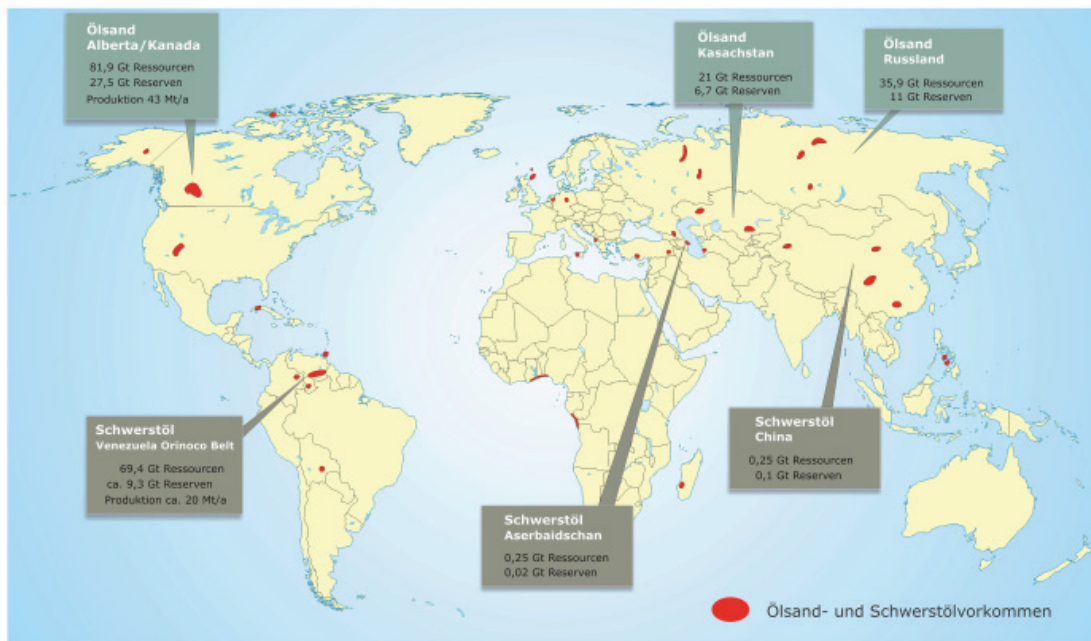 Ölsand
Alberta/Kanada
81,9 Gt Ressourcen
27,5 Gt Reserven
Produktion 43 Mt/a
Ölsand
Kasachstan
21 Gt Ressourcen
6,7 Gt Reserven
Ölsand
Russland
35,9 Gt Ressourcen
11 Gt Reserven
Schwerstöl
Venezuela Orinoco Belt
69,4 Gt Ressourcen
ca. 9,3 Gt Reserven
Produktion ca. 20 Mt/a
Schwerstöl
Aserbaidschan
0,25 Gt Ressourcen
0,02 Gt Reserven
Schwerstöl
China
0,25 Gt Ressourcen
0,1 Gt Reserven
Ölsand- und Schwerstölvorkommen